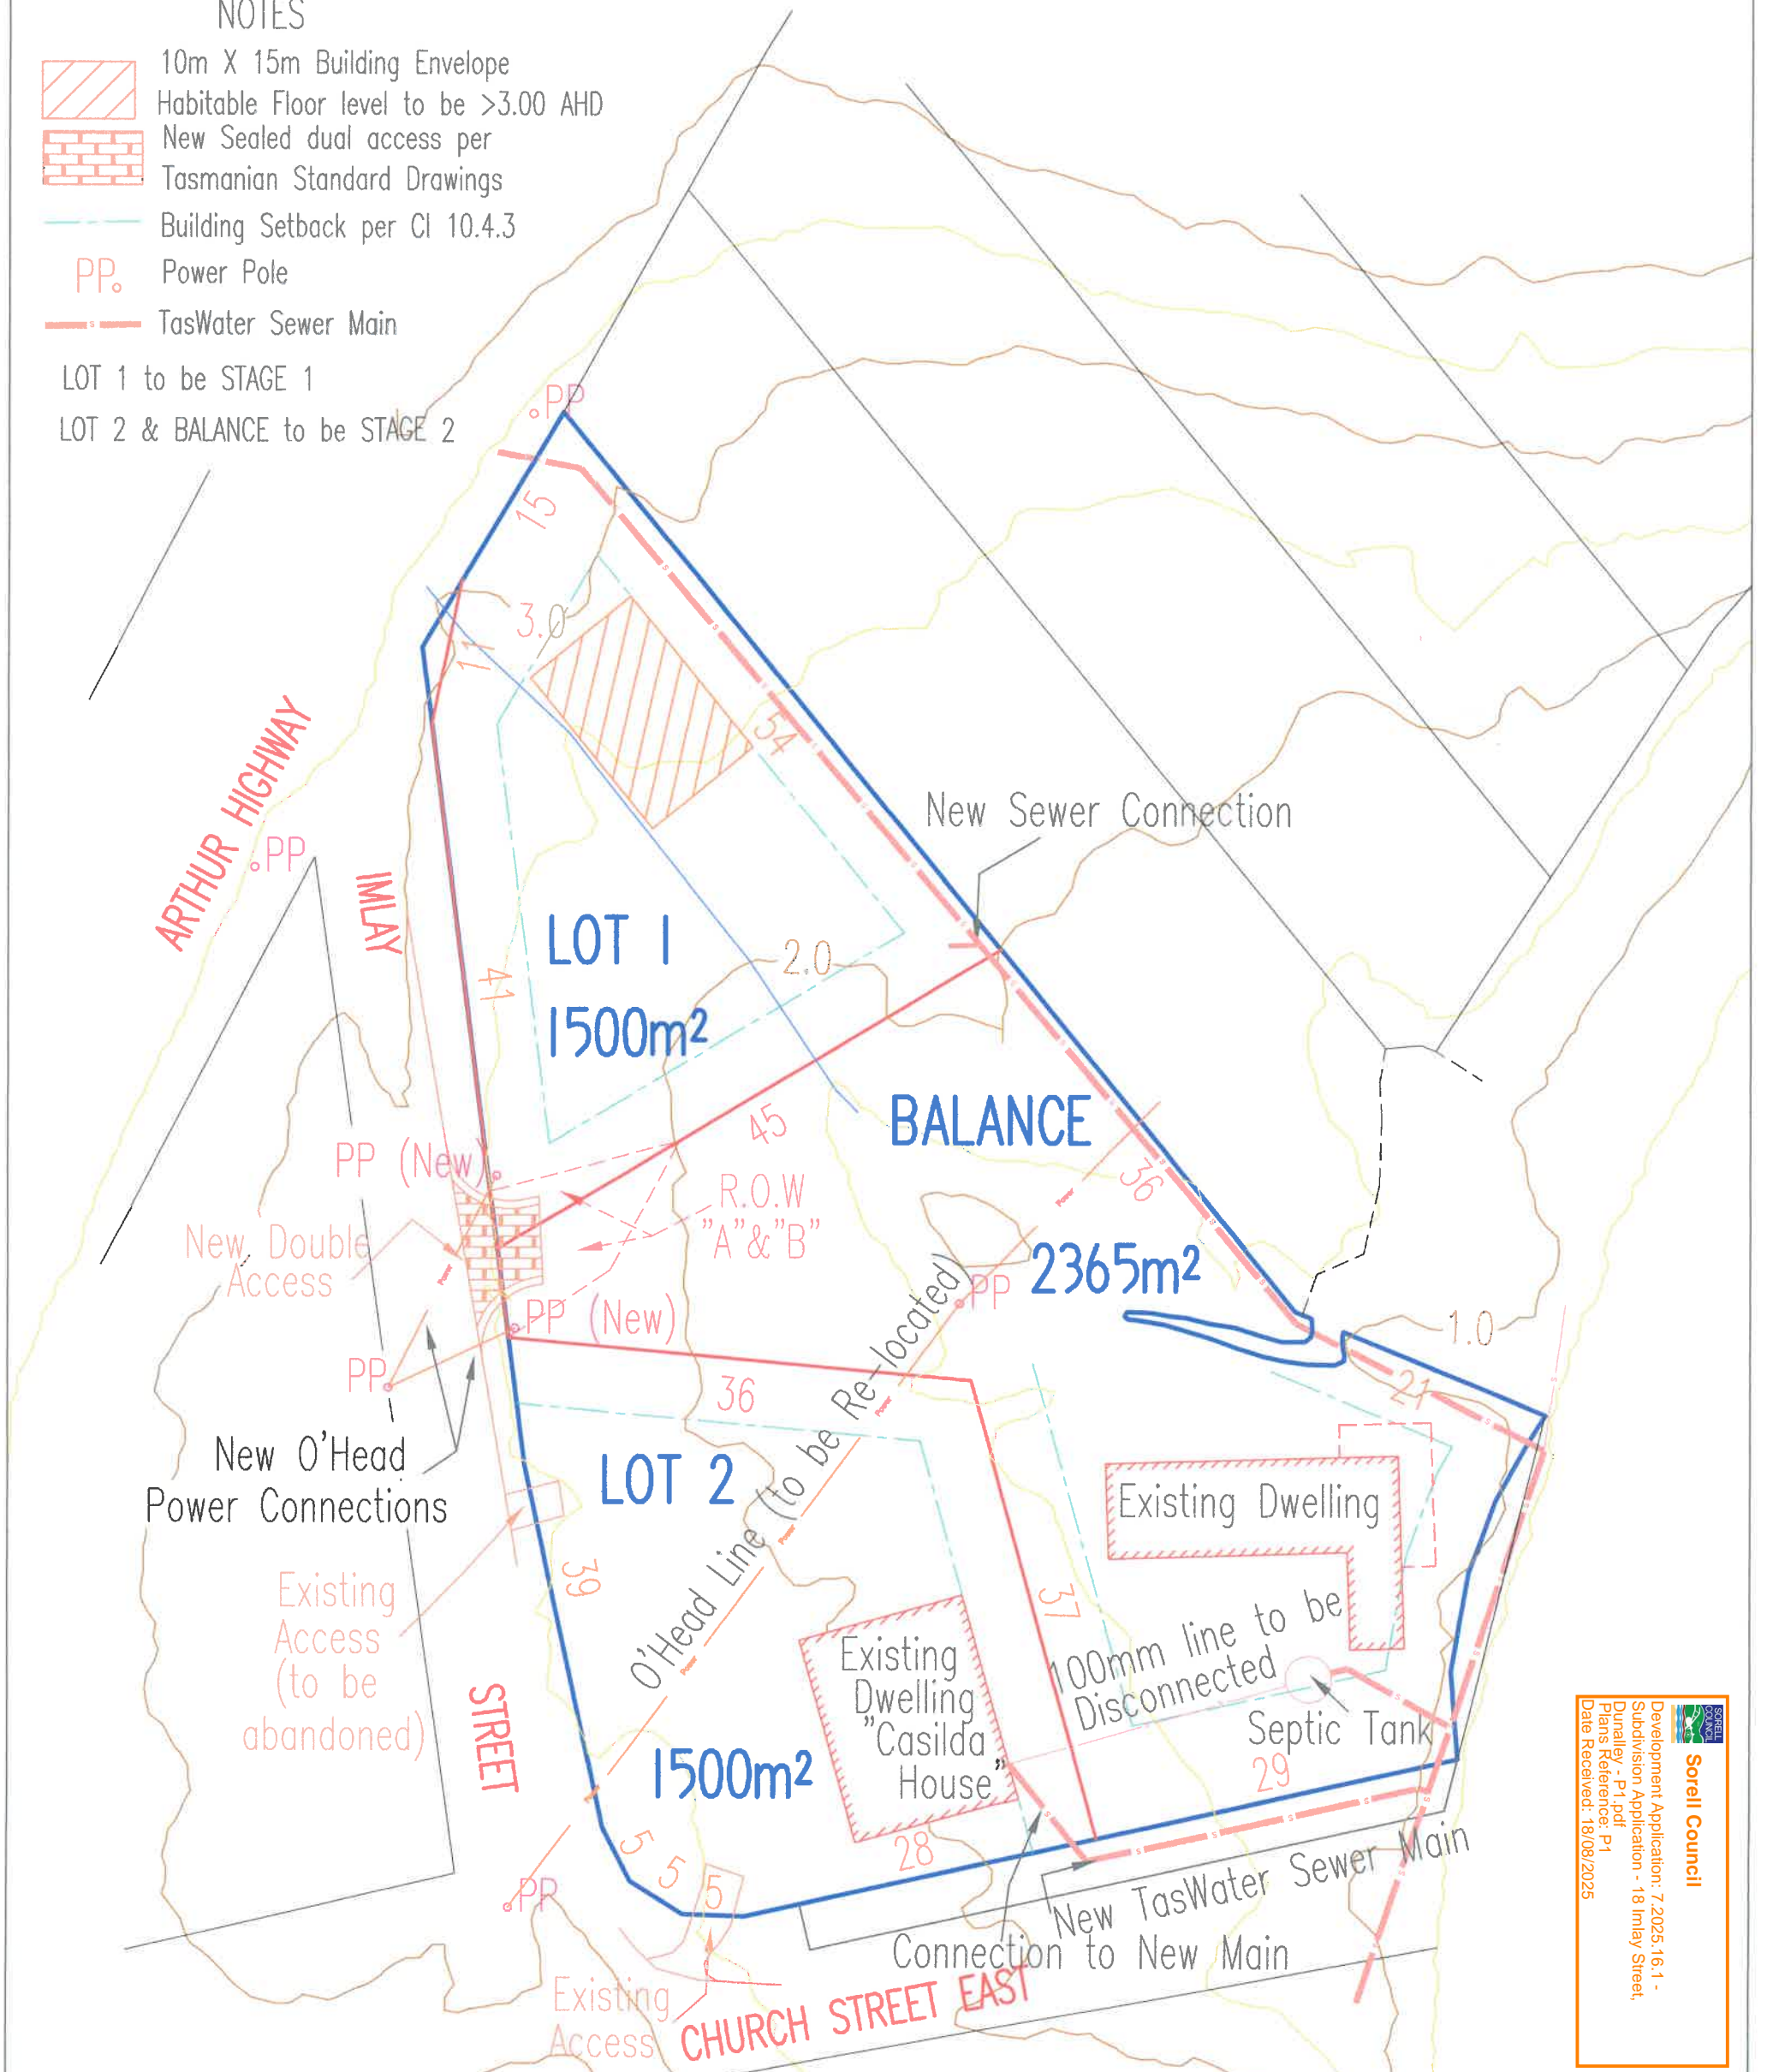 NOTES
10m X 15m Building Envelope
Habitable Floor level to be >3.00 AHD
New Sealed dual access per
Tasmanian Standard Drawings
Building Setback per Cl 10.4.3
PP. Power Pole
s TasWater Sewer Main
LOT 1 to be STAGE 1
LOT 2 & BALANCE to be STAGE 2
PP
15
3.0
11
54
ARTHUR HIGHWAY
PP
IMLAY
New Sewer Connection
LOT 1
1500m²
2.0
41
45
BALANCE
PP (New)
R.O.W
"A" & "B"
36
New Double
Access
Power
Power
2365m²
PP
PP (New)
1.0
PP
36
21
O'Head Line (to be Re-located)
Power
Power
Power
New O'Head
Power Connections
LOT 2
Existing Dwelling
39
37
Existing
Access
(to be
abandoned)
Existing
Dwelling
"Casilda"
House
100mm line to be
Disconnected
Septic Tank
STREET
1500m²
29
5
5
5
28
PP
New TasWater Sewer Main
Connection to New Main
Existing
Access
CHURCH STREET EAST
SORELL
COUNCIL
Sorell Council
Development Application: 7.2025.16.1 -
Subdivision Application - 18 Imlay Street,
Dunalley - P1.pdf
Plans Reference: P1
Date Received: 18/08/2025